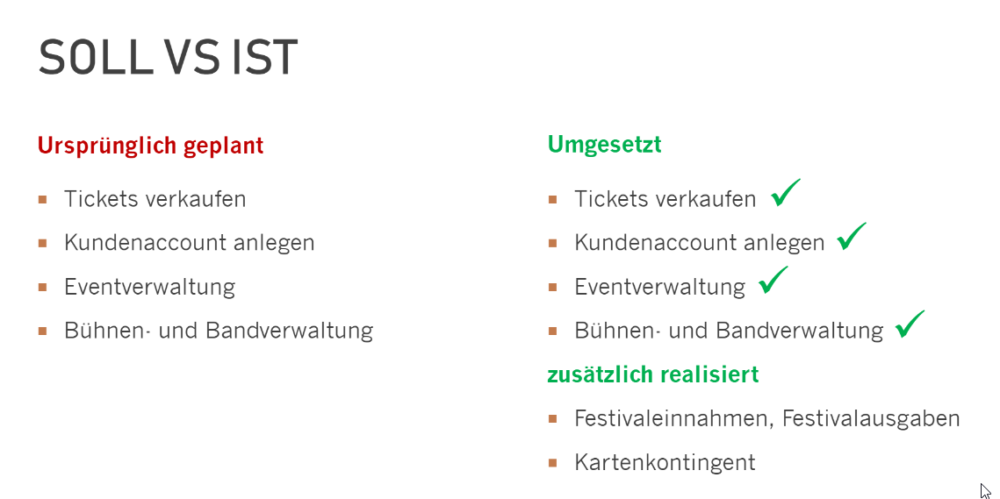 SOLL VS IST
Ursprünglich geplant
Tickets verkaufen
Kundenaccount anlegen
Eventverwaltung
Bühnen- und Bandverwaltung
Umgesetzt
Tickets verkaufen
Kundenaccount anlegen
Eventverwaltung
Bühnen- und Bandverwaltung
zusätzlich realisiert
Festivaleinnahmen, Festivalausgaben
Kartenkontingent